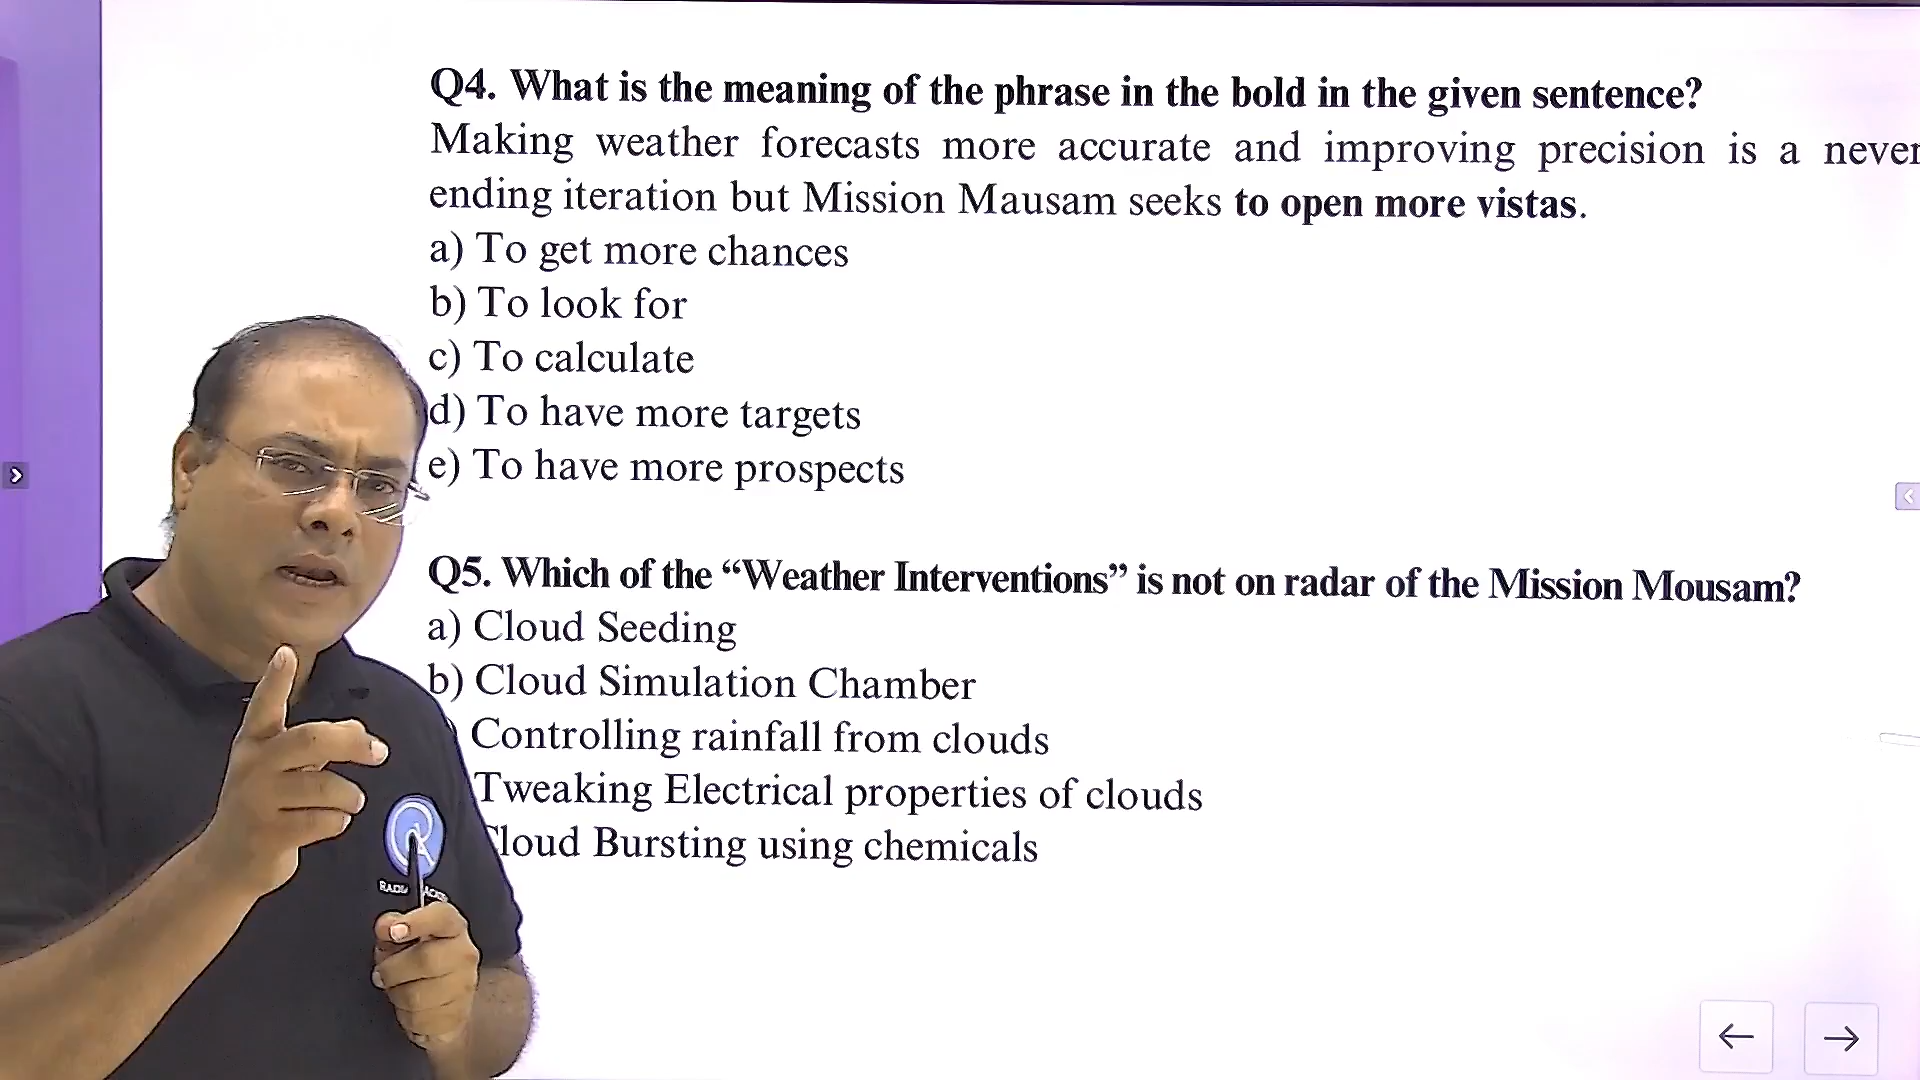 Q4. What is the meaning of the phrase in the bold in the given sentence?
Making weather forecasts more accurate and improving precision is a never
ending iteration but Mission Mausam seeks to open more vistas.
a) To get more chances
b) To look for
c) To calculate
d) To have more targets
e) To have more prospects
Q5. Which of the “Weather Interventions” is not on radar of the Mission Mousam?
a) Cloud Seeding
b) Cloud Simulation Chamber
) Controlling rainfall from clouds
Tweaking Electrical properties of clouds
Cloud Bursting using chemicals